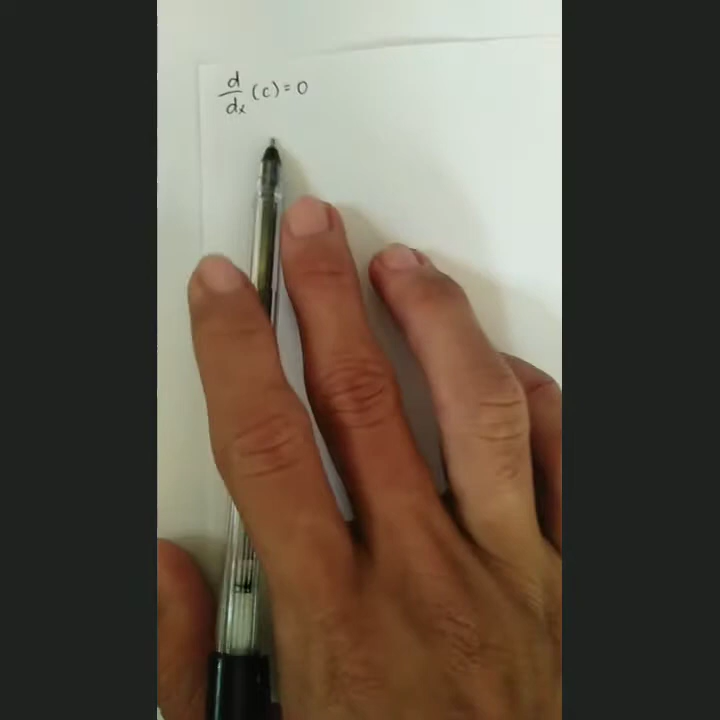 d/dx (c) = 0